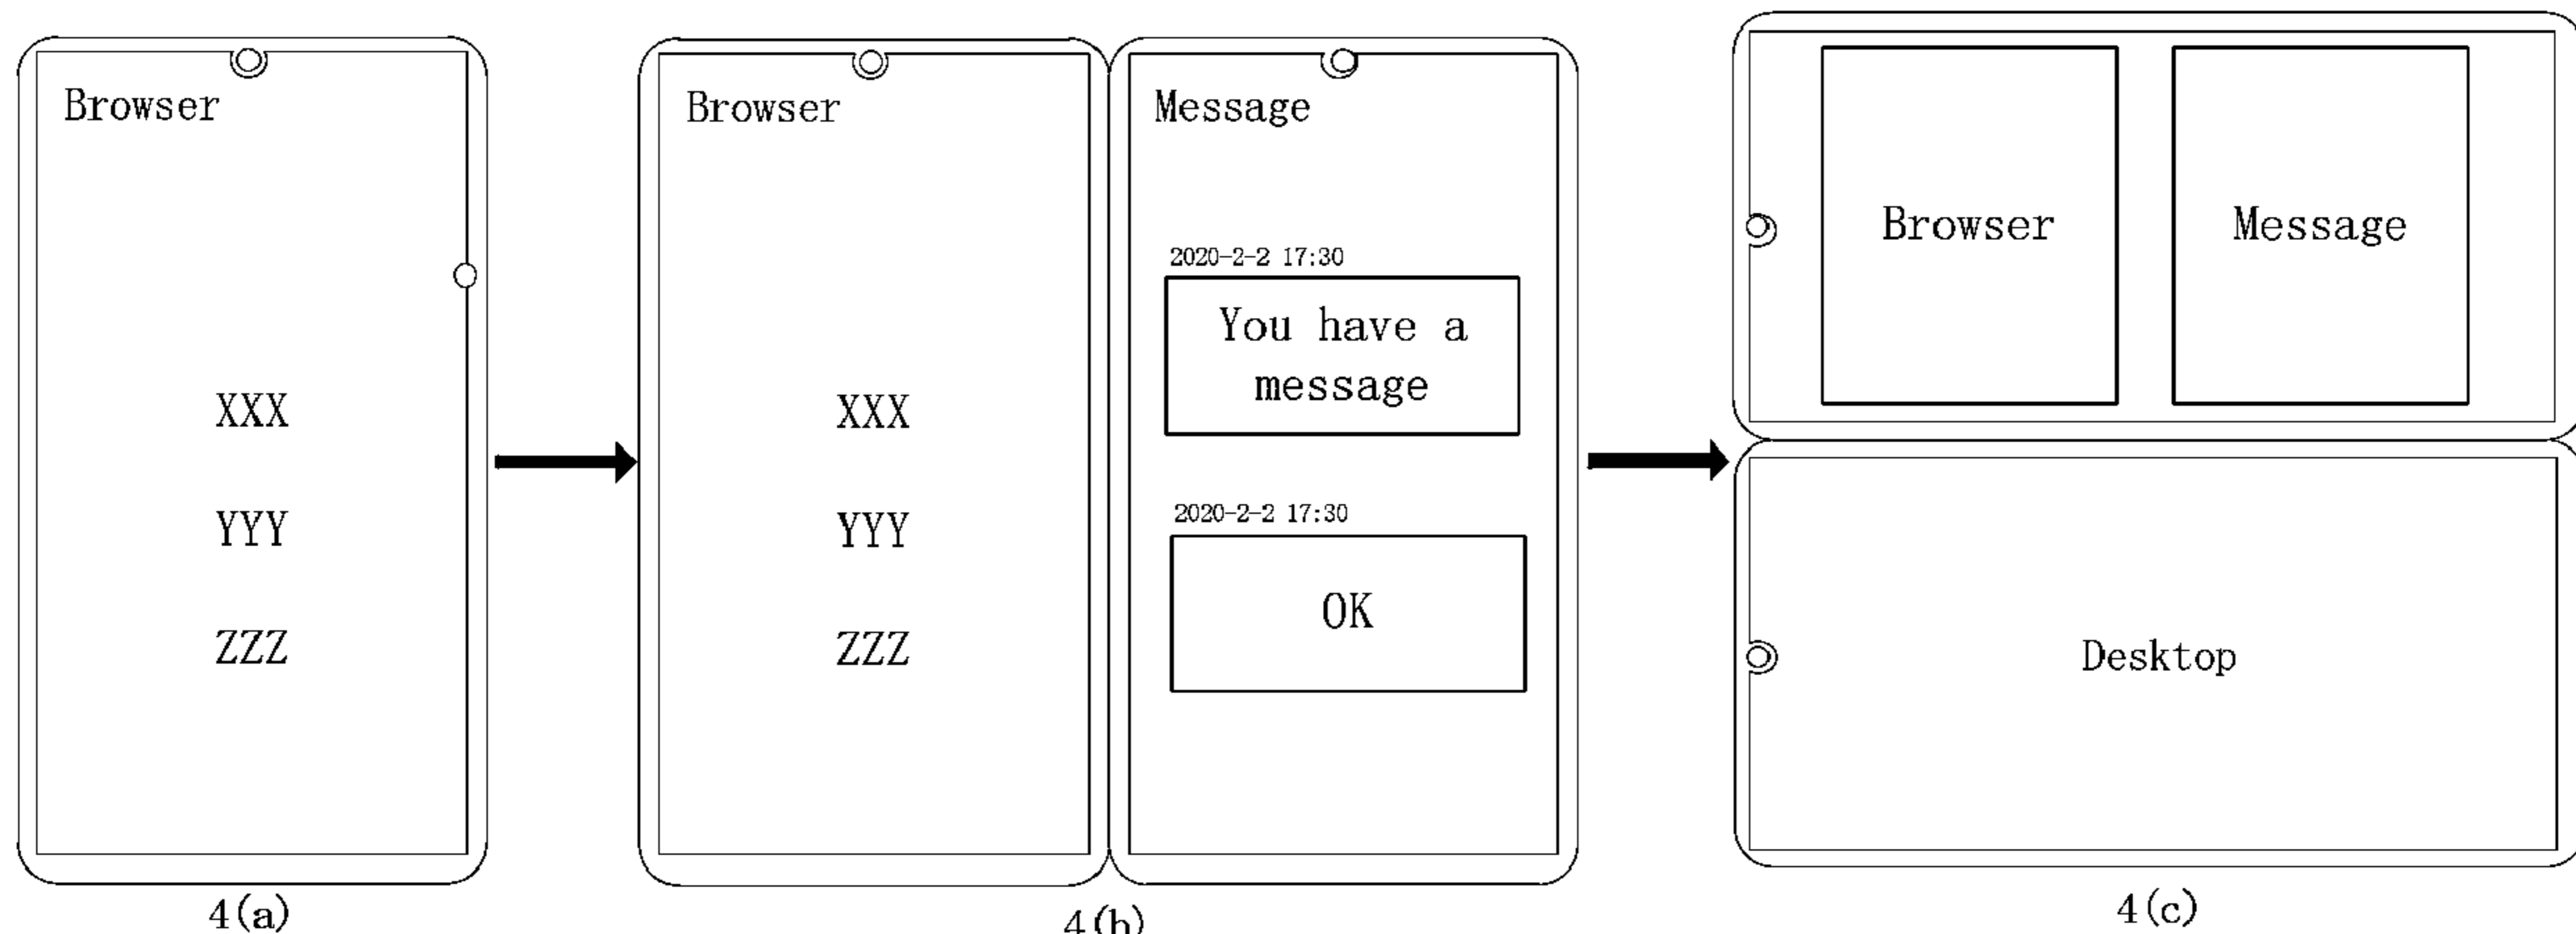 Browser
XXX
YYY
ZZZ
4(a)
Browser
XXX
YYY
ZZZ
Message
2020-2-2 17:30
You have a
message
2020-2-2 17:30
OK
4(b)
Browser
Message
Desktop
4(c)